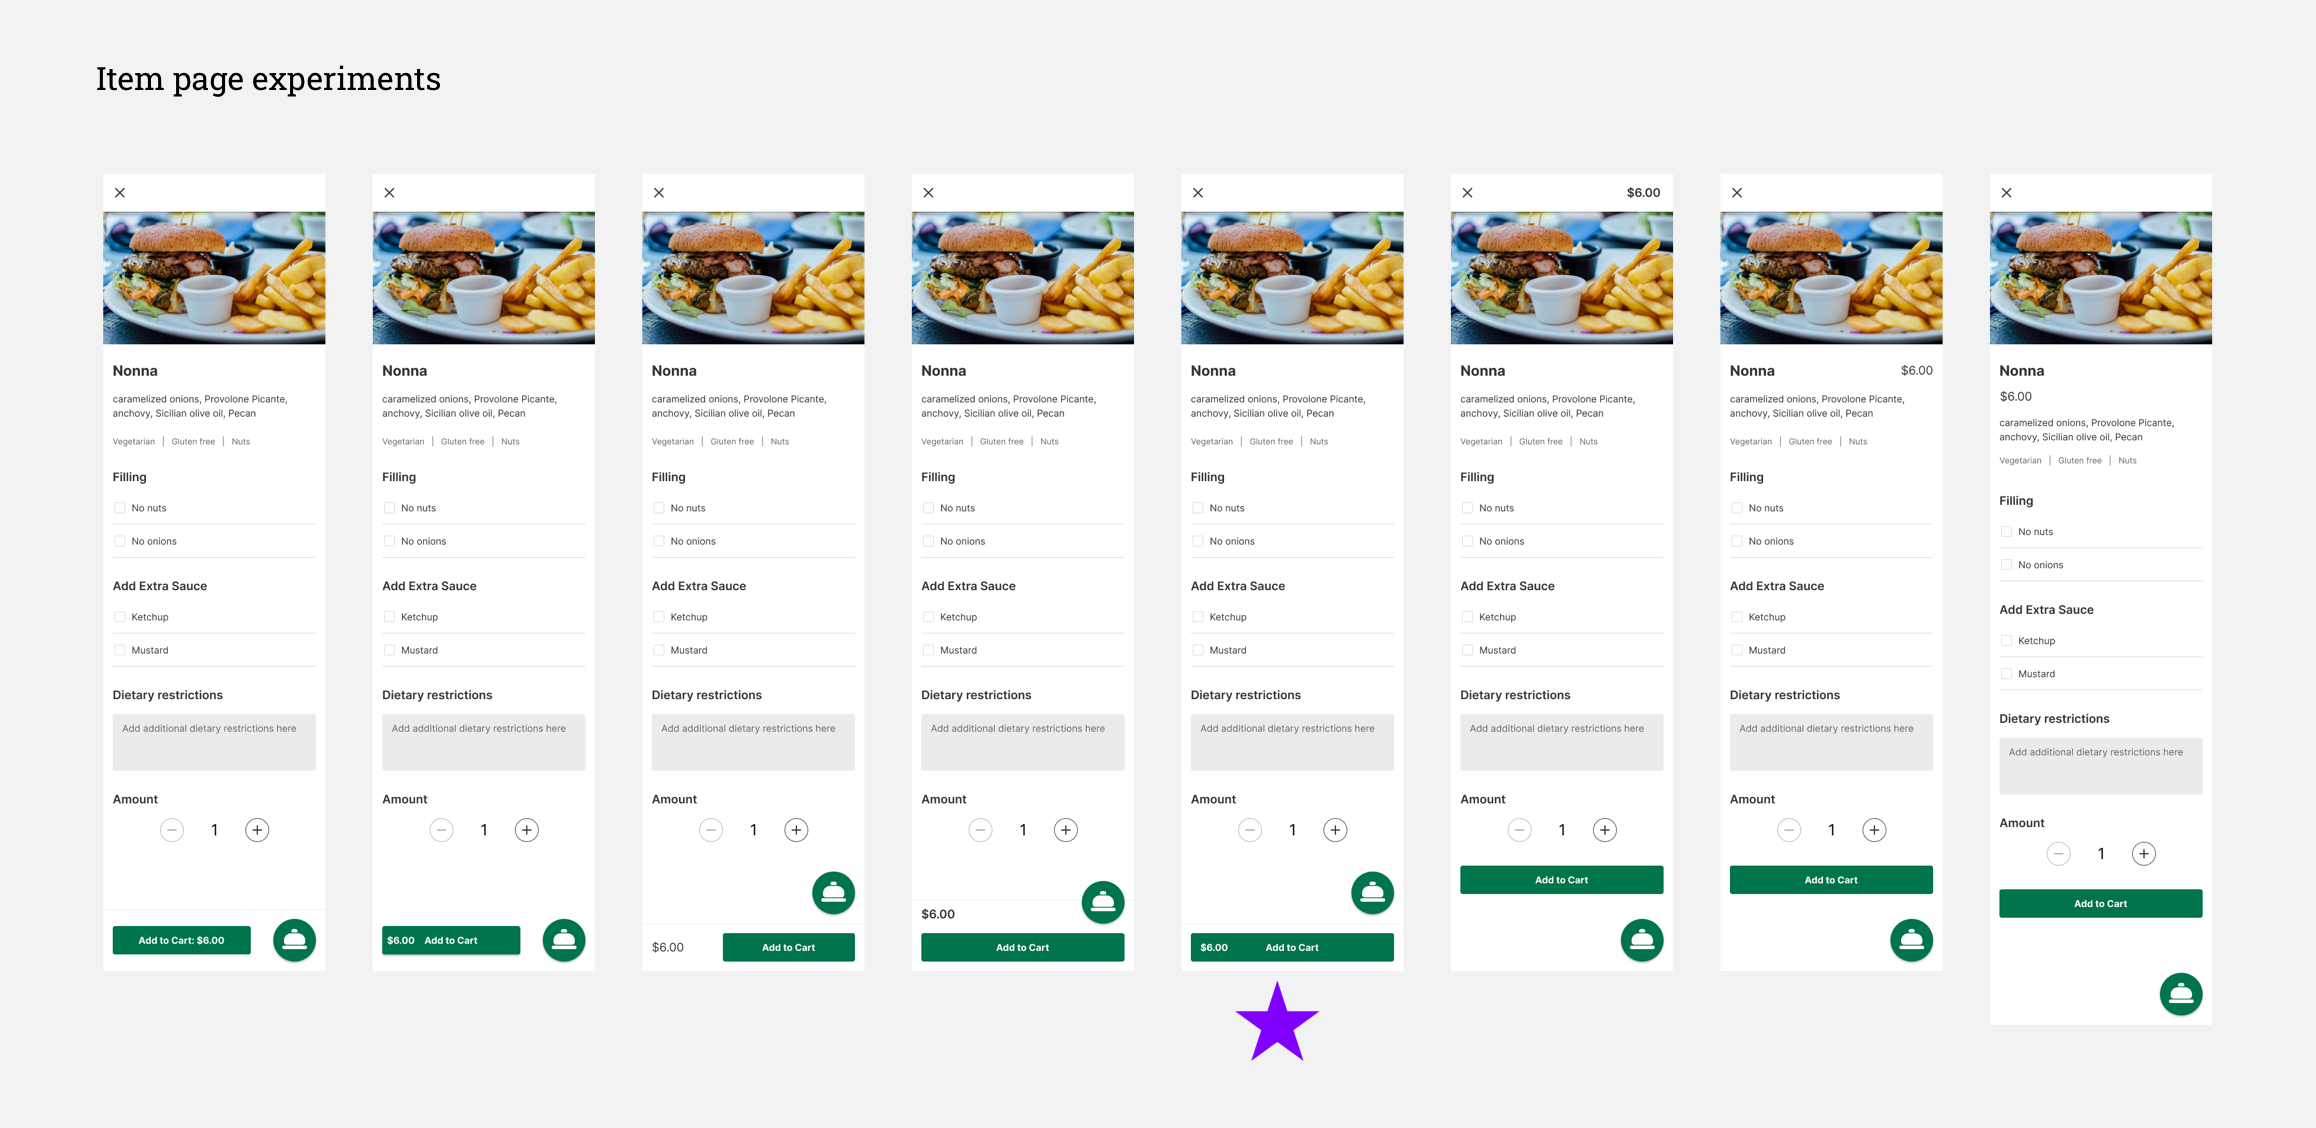 Item page experiments
Nonna
caramelized onions, Provolone Picante,
anchovy, Sicilian olive oil, Pecan
Vegetarian | Gluten free | Nuts
Filling
No nuts
No onions
Add Extra Sauce
Ketchup
Mustard
Dietary restrictions
Add additional dietary restrictions here
Amount
1
Add to Cart: $6.00
Nonna
caramelized onions, Provolone Picante,
anchovy, Sicilian olive oil, Pecan
Vegetarian | Gluten free | Nuts
Filling
No nuts
No onions
Add Extra Sauce
Ketchup
Mustard
Dietary restrictions
Add additional dietary restrictions here
Amount
1
$6.00 Add to Cart
Nonna
caramelized onions, Provolone Picante,
anchovy, Sicilian olive oil, Pecan
Vegetarian | Gluten free | Nuts
Filling
No nuts
No onions
Add Extra Sauce
Ketchup
Mustard
Dietary restrictions
Add additional dietary restrictions here
Amount
1
$6.00 Add to Cart
Nonna
caramelized onions, Provolone Picante,
anchovy, Sicilian olive oil, Pecan
Vegetarian | Gluten free | Nuts
Filling
No nuts
No onions
Add Extra Sauce
Ketchup
Mustard
Dietary restrictions
Add additional dietary restrictions here
Amount
1
$6.00
Add to Cart
Nonna
caramelized onions, Provolone Picante,
anchovy, Sicilian olive oil, Pecan
Vegetarian | Gluten free | Nuts
Filling
No nuts
No onions
Add Extra Sauce
Ketchup
Mustard
Dietary restrictions
Add additional dietary restrictions here
Amount
1
$6.00 Add to Cart
$6.00
Nonna
caramelized onions, Provolone Picante,
anchovy, Sicilian olive oil, Pecan
Vegetarian | Gluten free | Nuts
Filling
No nuts
No onions
Add Extra Sauce
Ketchup
Mustard
Dietary restrictions
Add additional dietary restrictions here
Amount
1
Add to Cart
Nonna $6.00
caramelized onions, Provolone Picante,
anchovy, Sicilian olive oil, Pecan
Vegetarian | Gluten free | Nuts
Filling
No nuts
No onions
Add Extra Sauce
Ketchup
Mustard
Dietary restrictions
Add additional dietary restrictions here
Amount
1
Add to Cart
Nonna
$6.00
caramelized onions, Provolone Picante,
anchovy, Sicilian olive oil, Pecan
Vegetarian | Gluten free | Nuts
Filling
No nuts
No onions
Add Extra Sauce
Ketchup
Mustard
Dietary restrictions
Add additional dietary restrictions here
Amount
1
Add to Cart